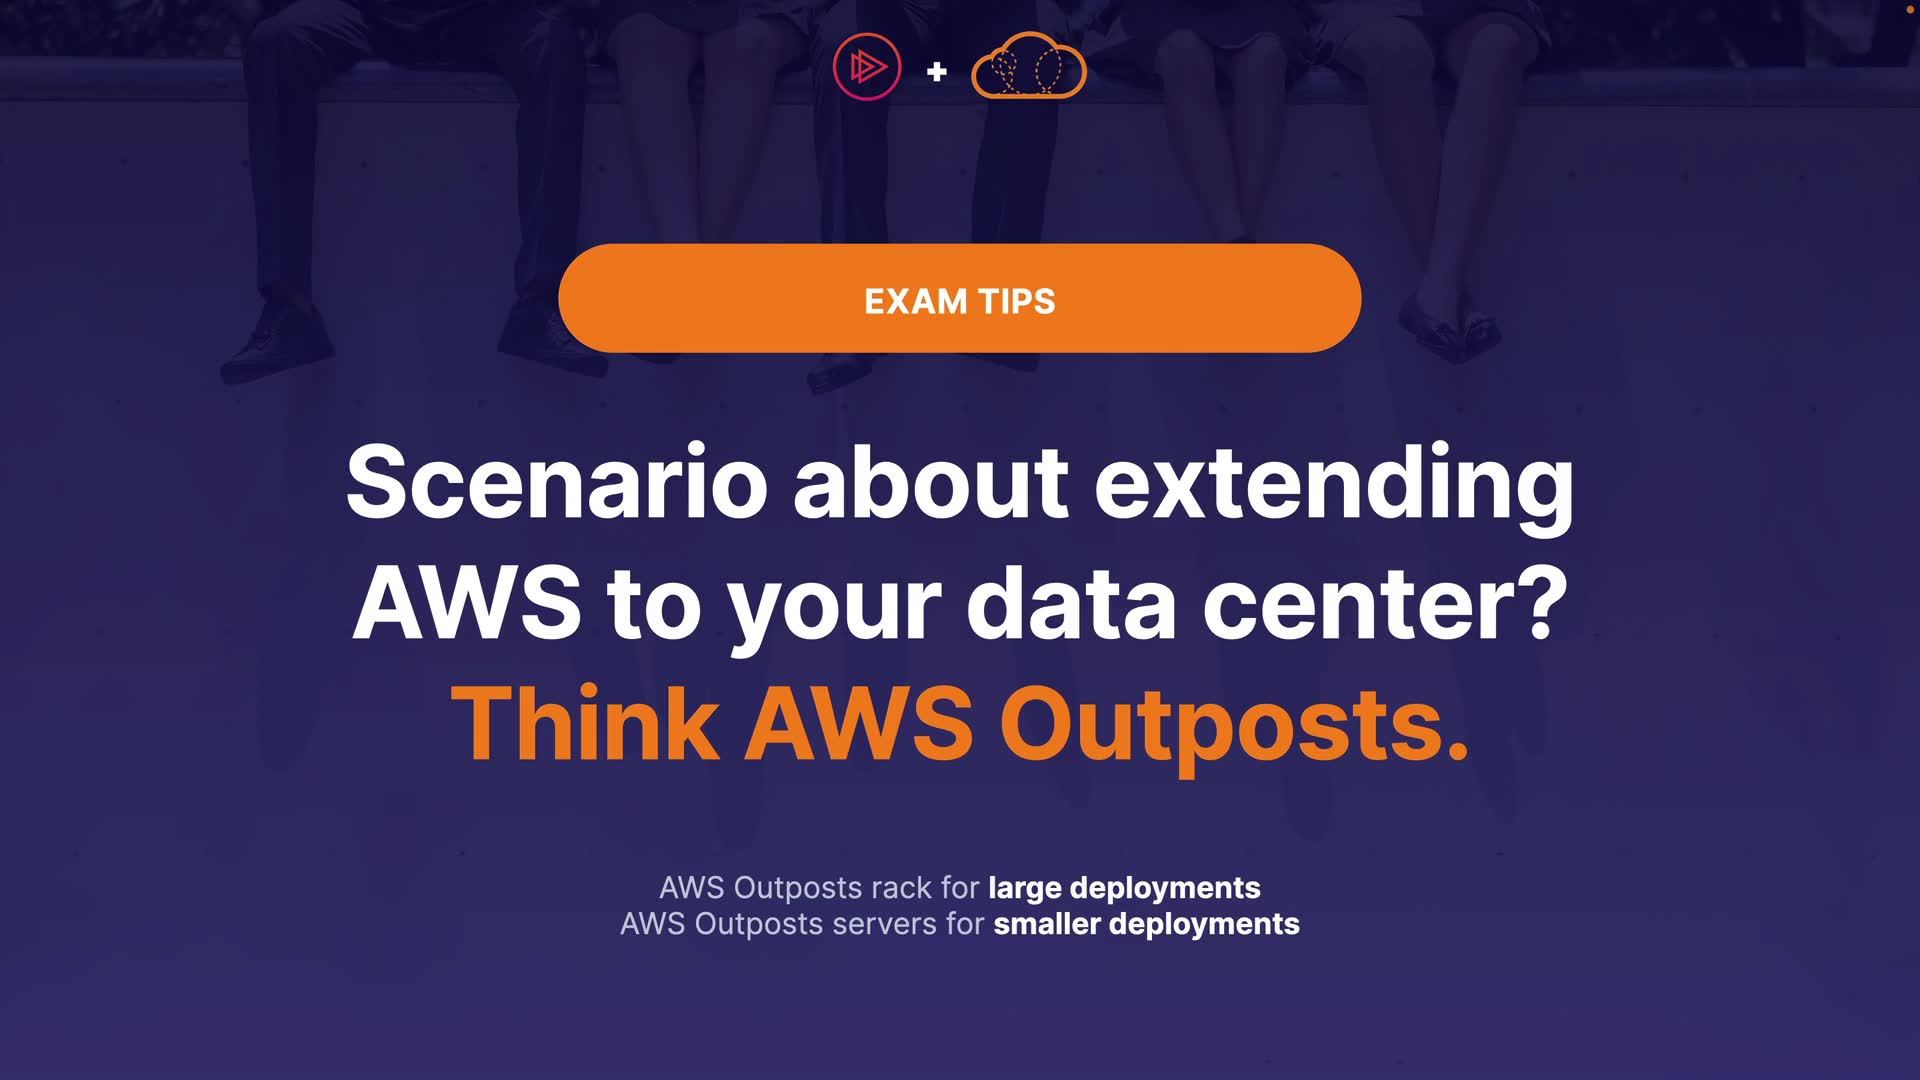 +
EXAM TIPS
Scenario about extending
AWS to your data center?
Think AWS Outposts.
AWS Outposts rack for large deployments
AWS Outposts servers for smaller deployments